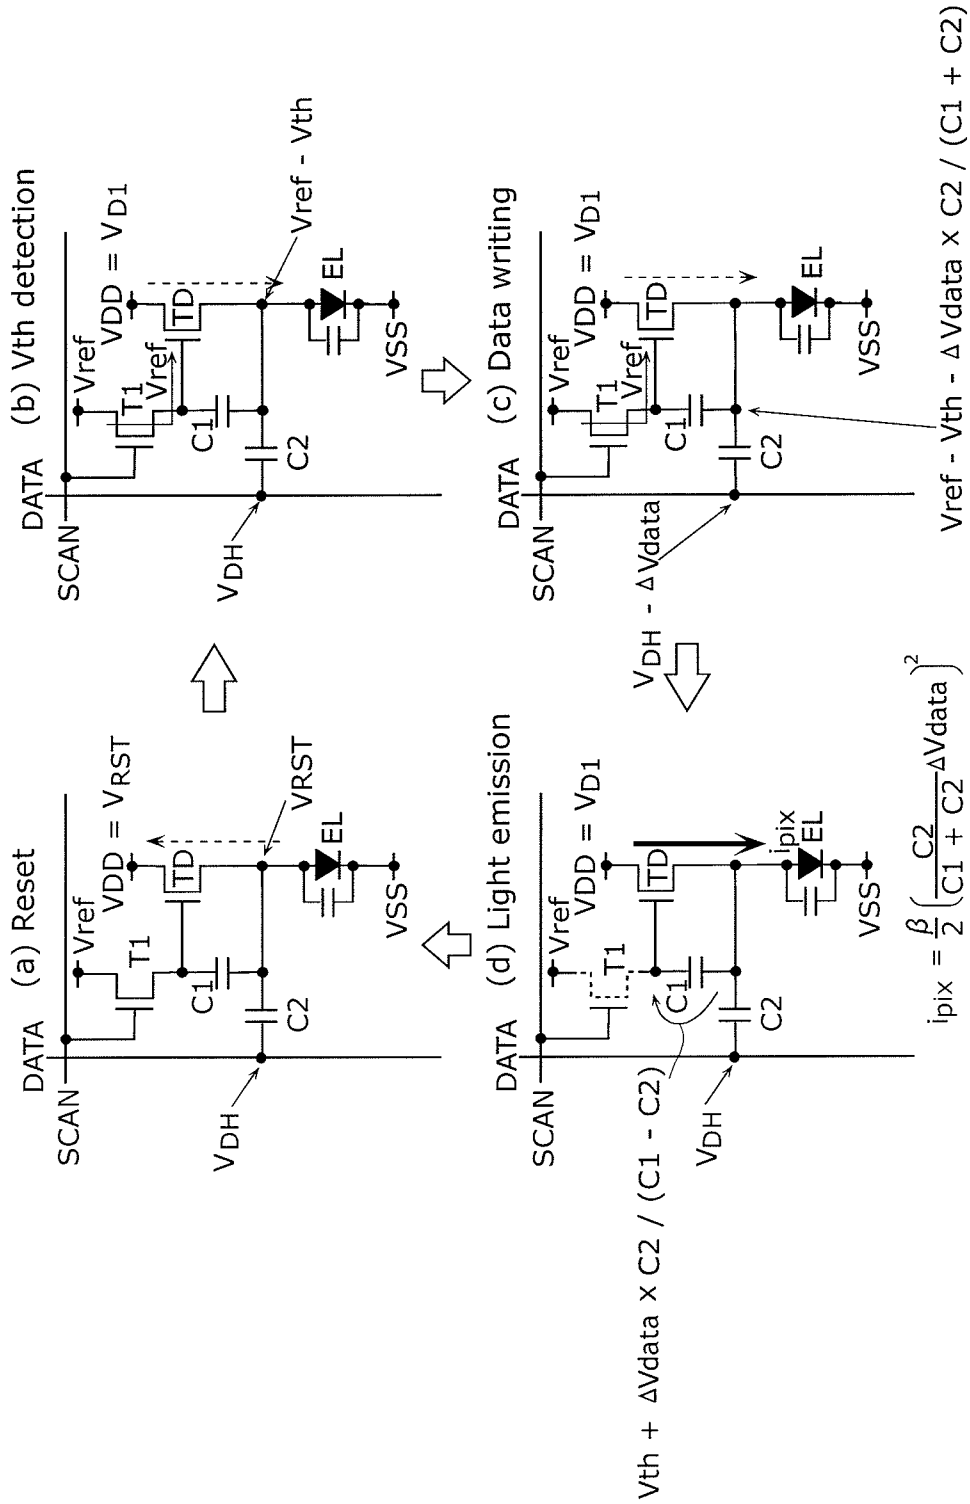 (a) Reset
DATA
SCAN
Vref
VDD = VRST
T1
TD
C1
C2
VDH
VRST
EL
VSS
(b) Vth detection
DATA
SCAN
Vref
VDD = VD1
T1
Vref
TD
C1
C2
VDH
Vref - Vth
EL
VSS
(c) Data writing
DATA
SCAN
Vref
VDD = VD1
T1
Vref
TD
C1
C2
VDH - ΔVdata
EL
VSS
Vref - Vth - ΔVdata x C2 / (C1 + C2)
(d) Light emission
DATA
SCAN
Vref
VDD = VD1
T1
TD
C1
C2
Vth + ΔVdata x C2 / (C1 - C2)
VDH
ipix
EL
VSS
ipix = β/2 (C2/(C1 + C2) ΔVdata)²